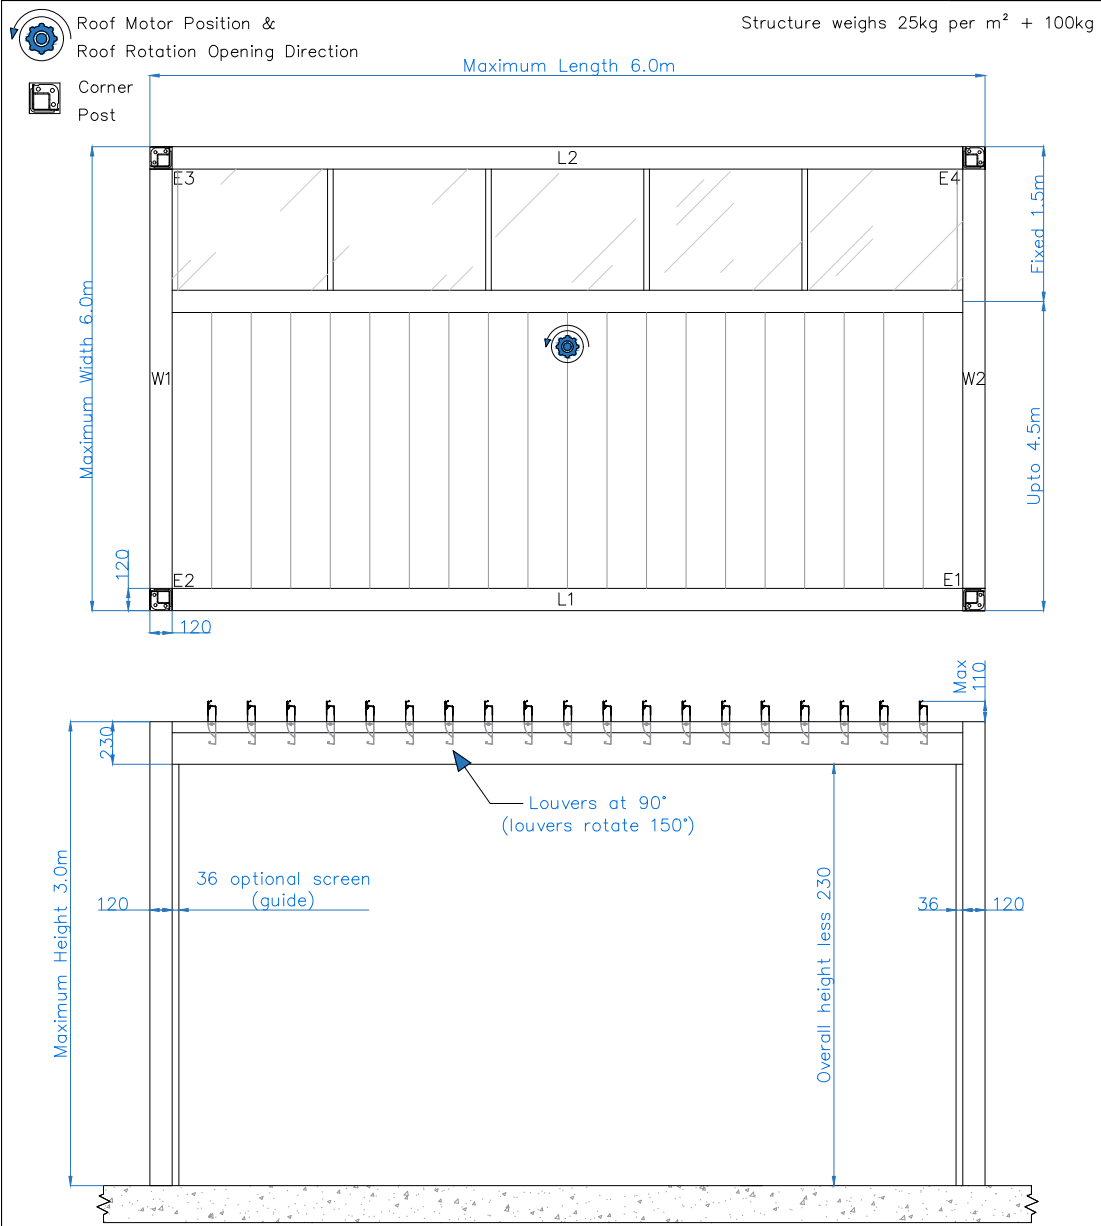 Roof Motor Position &
Roof Rotation Opening Direction
Structure weighs 25kg per m² + 100kg
Corner
Post
Maximum Length 6.0m
L2
E3
E4
Fixed 1.5m
Maximum Width 6.0m
W1
W2
Upto 4.5m
120
E2
E1
L1
120
Max
110
230
Louvers at 90°
(louvers rotate 150°)
Maximum Height 3.0m
36 optional screen
(guide)
120
Overall height less 230
36
120